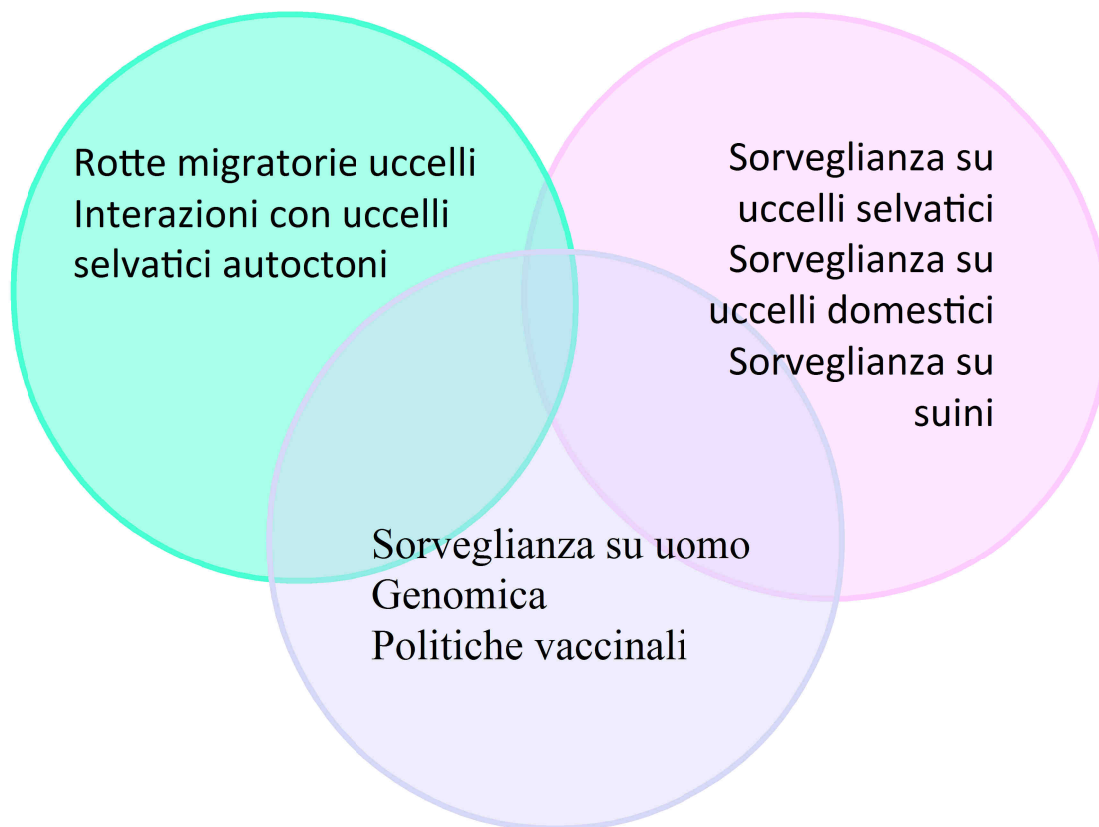 Rotte migratorie uccelli
Interazioni con uccelli
selvatici autoctoni
Sorveglianza su
uccelli selvatici
Sorveglianza su
uccelli domestici
Sorveglianza su
suini
Sorveglianza su uomo
Genomica
Politiche vaccinali